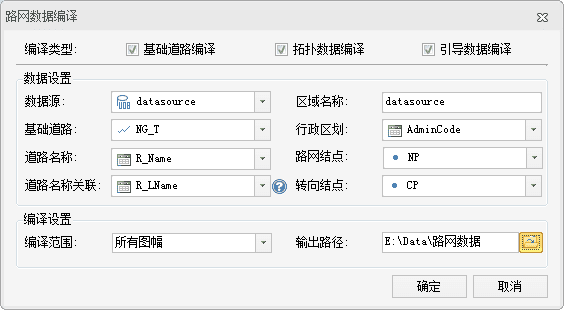 路网数据编译
编译类型: 基础道路编译 拓扑数据编译 引导数据编译
数据设置
数据源: datasource 区域名称: datasource
基础道路: NG_T 行政区划: AdminCode
道路名称: R_Name 路网结点: NP
道路名称关联: R_LName 转向结点: CP
编译设置
编译范围: 所有图幅 输出路径: E:\Data\路网数据
确定 取消